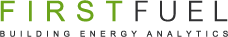 FIRSTFUEL
BUILDING ENERGY ANALYTICS